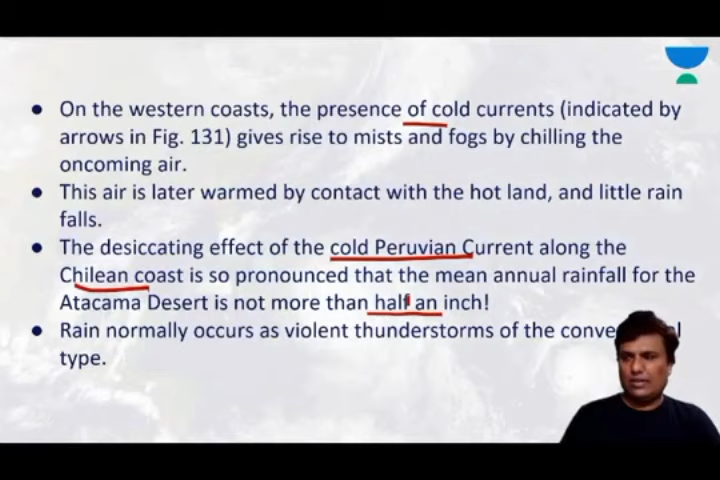 ● On the western coasts, the presence of cold currents (indicated by
arrows in Fig. 131) gives rise to mists and fogs by chilling the
oncoming air.
● This air is later warmed by contact with the hot land, and little rain
falls.
● The desiccating effect of the cold Peruvian Current along the
Chilean coast is so pronounced that the mean annual rainfall for the
Atacama Desert is not more than half an inch!
● Rain normally occurs as violent thunderstorms of the
type.